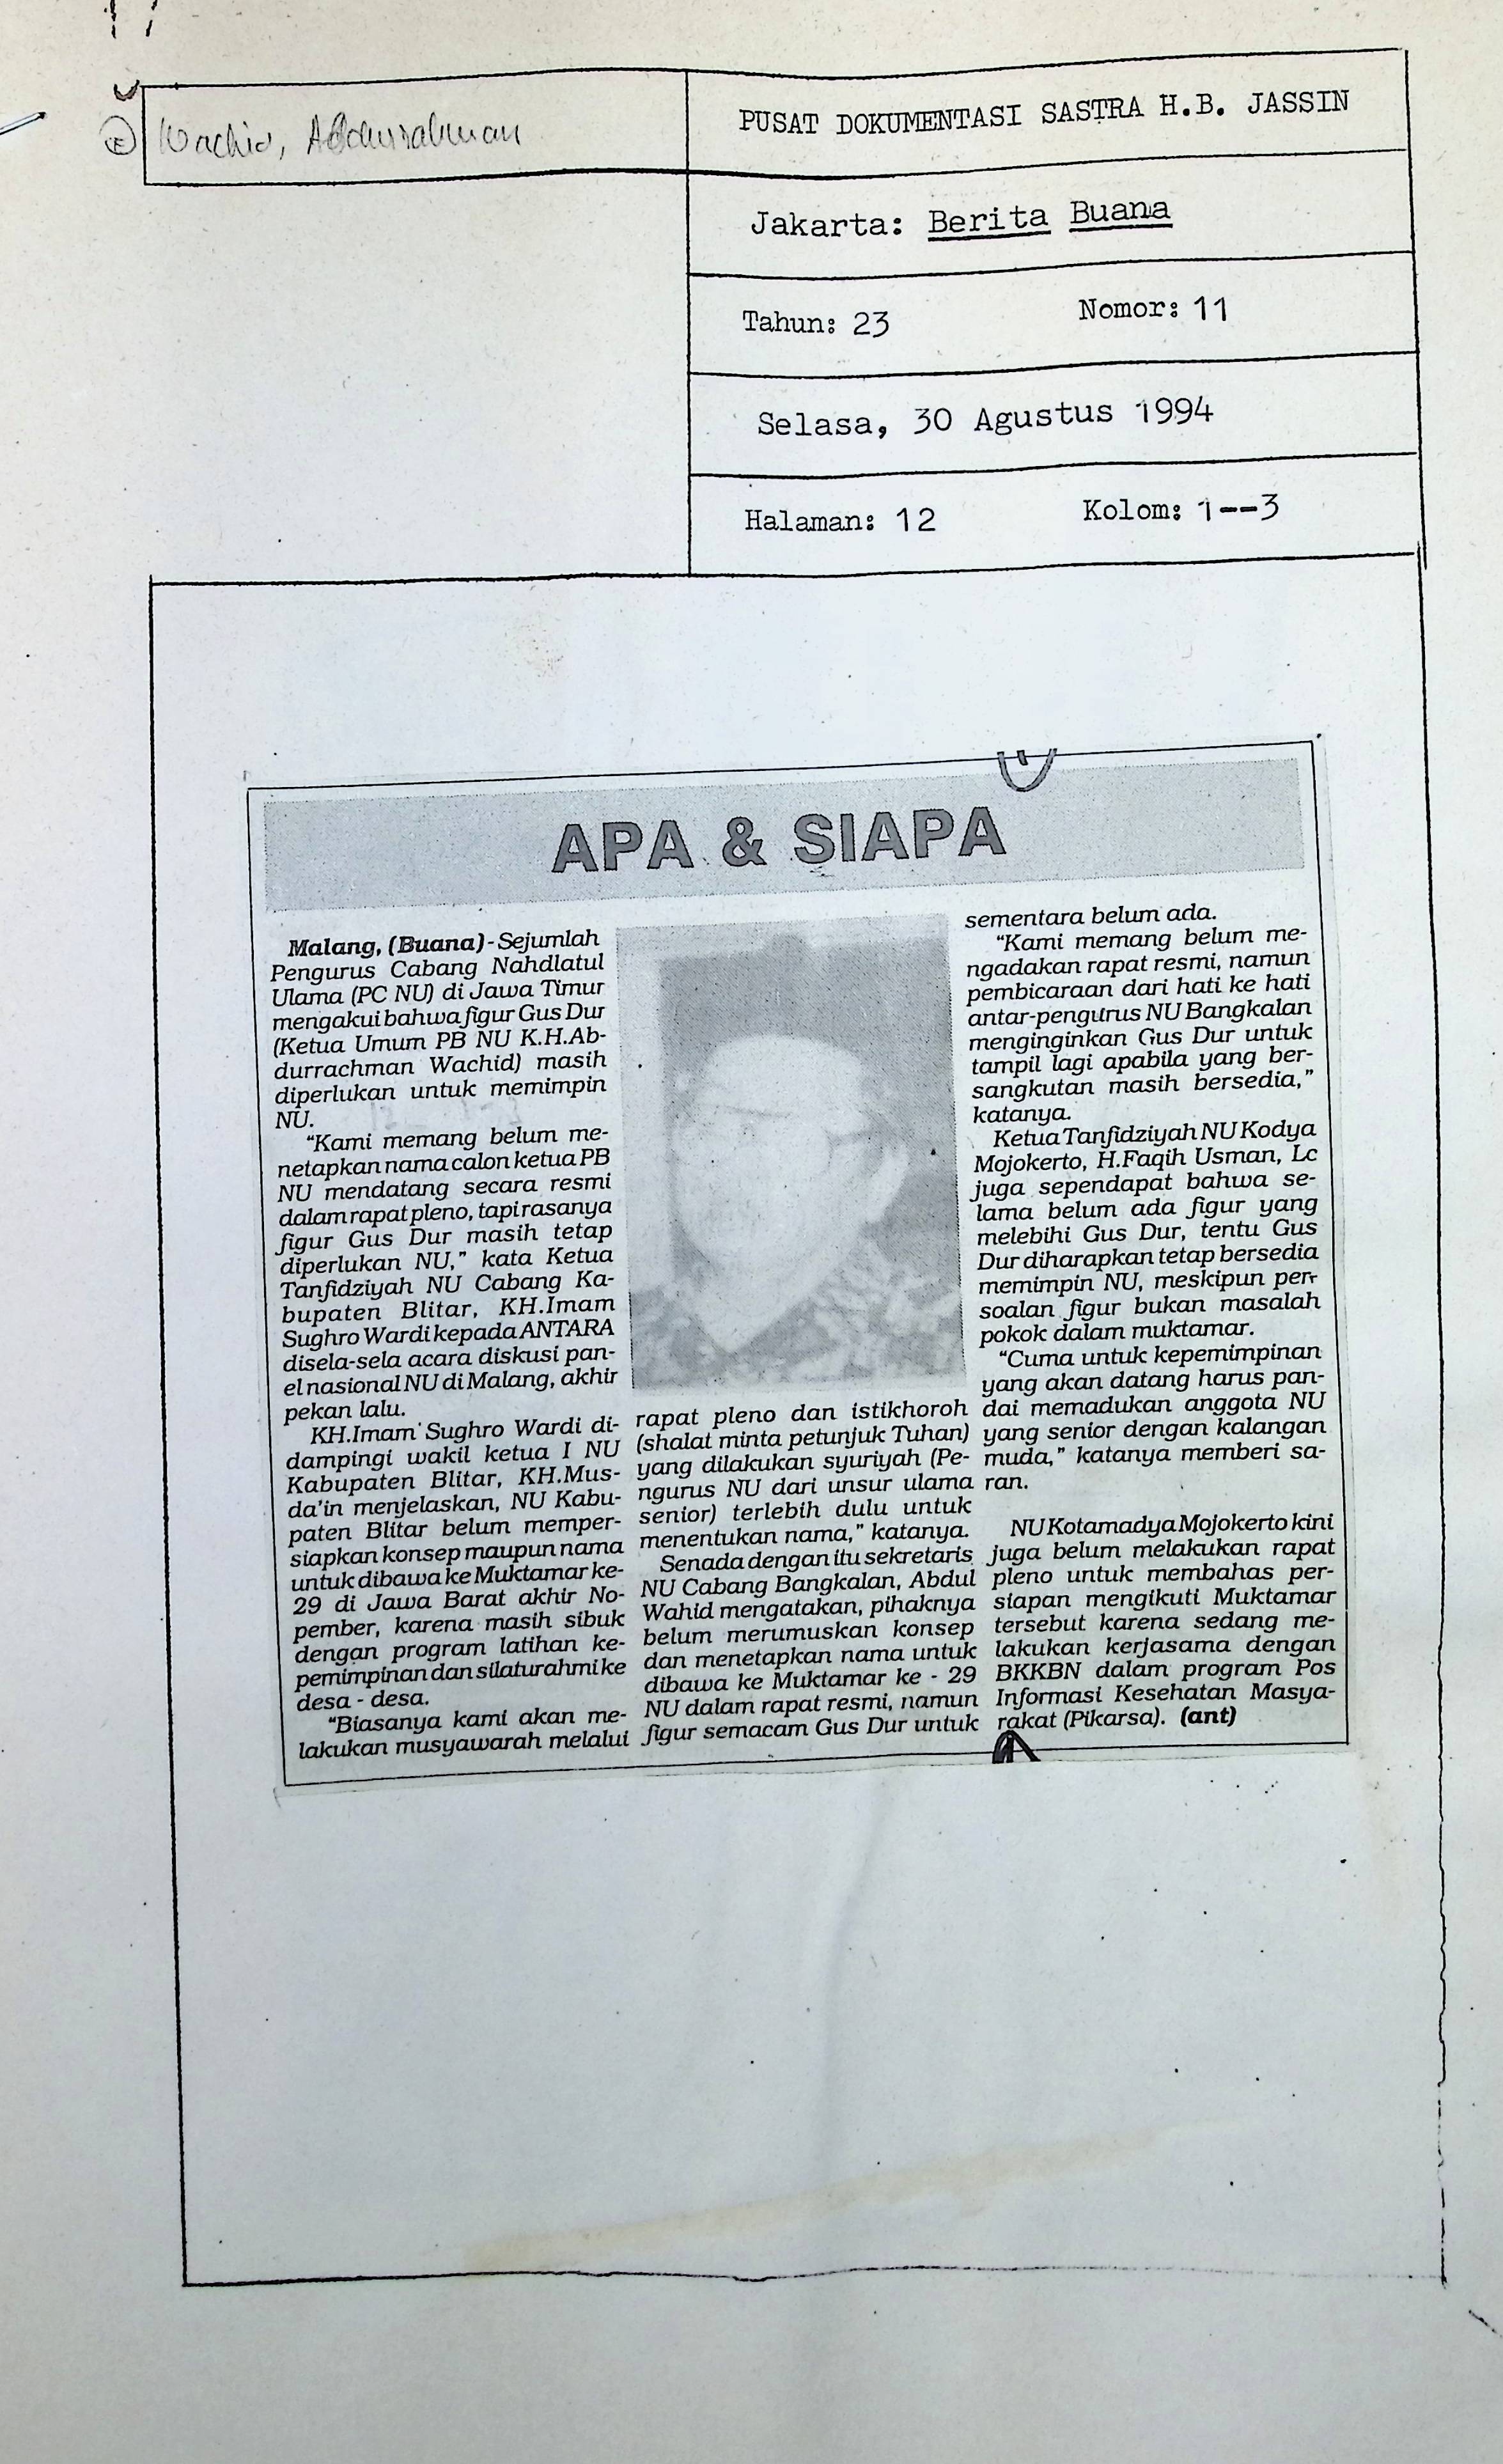 Wachid, Abdurrahman
PUSAT DOKUMENTASI SASTRA H.B. JASSIN
Jakarta: Berita Buana
Tahun: 23 Nomor: 11
Selasa, 30 Agustus 1994
Halaman: 12 Kolom: 1--3
APA & SIAPA
Malang, (Buana) - Sejumlah
Pengurus Cabang Nahdlatul
Ulama (PC NU) di Jawa Timur
mengakui bahwa figur Gus Dur
(Ketua Umum PB NU K.H.Ab-
durrachman Wachid) masih
diperlukan untuk memimpin
NU.
"Kami memang belum me-
netapkan nama calon ketua PB
NU mendatang secara resmi
dalam rapat pleno, tapi rasanya
figur Gus Dur masih tetap
diperlukan NU," kata Ketua
Tanfidziyah NU Cabang Ka-
bupaten Blitar, KH.Imam
Sughro Wardi kepada ANTARA
disela-sela acara diskusi pan-
el nasional NU di Malang, akhir
pekan lalu.
KH.Imam Sughro Wardi di-
dampingi wakil ketua I NU
Kabupaten Blitar, KH.Mus-
da'in menjelaskan, NU Kabu-
paten Blitar belum memper-
siapkan konsep maupun nama
untuk dibawa ke Muktamar ke-
29 di Jawa Barat akhir No-
pember, karena masih sibuk
dengan program latihan ke-
pemimpinan dan silaturahmi ke
desa - desa.
"Biasanya kami akan me-
lakukan musyawarah melalui
rapat pleno dan istikhoroh
(shalat minta petunjuk Tuhan)
yang dilakukan syuriyah (Pe-
ngurus NU dari unsur ulama
senior) terlebih dulu untuk
menentukan nama," katanya.
Senada dengan itu sekretaris
NU Cabang Bangkalan, Abdul
Wahid mengatakan, pihaknya
belum merumuskan konsep
dan menetapkan nama untuk
dibawa ke Muktamar ke - 29
NU dalam rapat resmi, namun
figur semacam Gus Dur untuk
sementara belum ada.
"Kami memang belum me-
ngadakan rapat resmi, namun
pembicaraan dari hati ke hati
antar-pengurus NU Bangkalan
menginginkan Gus Dur untuk
tampil lagi apabila yang ber-
sangkutan masih bersedia,"
katanya.
Ketua Tanfidziyah NU Kodya
Mojokerto, H.Faqih Usman, Lc
juga sependapat bahwa se-
lama belum ada figur yang
melebihi Gus Dur, tentu Gus
Dur diharapkan tetap bersedia
memimpin NU, meskipun per-
soalan figur bukan masalah
pokok dalam muktamar.
"Cuma untuk kepemimpinan
yang akan datang harus pan-
dai memadukan anggota NU
yang senior dengan kalangan
muda," katanya memberi sa-
ran.
NU Kotamadya Mojokerto kini
juga belum melakukan rapat
pleno untuk membahas per-
siapan mengikuti Muktamar
tersebut karena sedang me-
lakukan kerjasama dengan
BKKBN dalam program Pos
Informasi Kesehatan Masya-
rakat (Pikarsa). (ant)